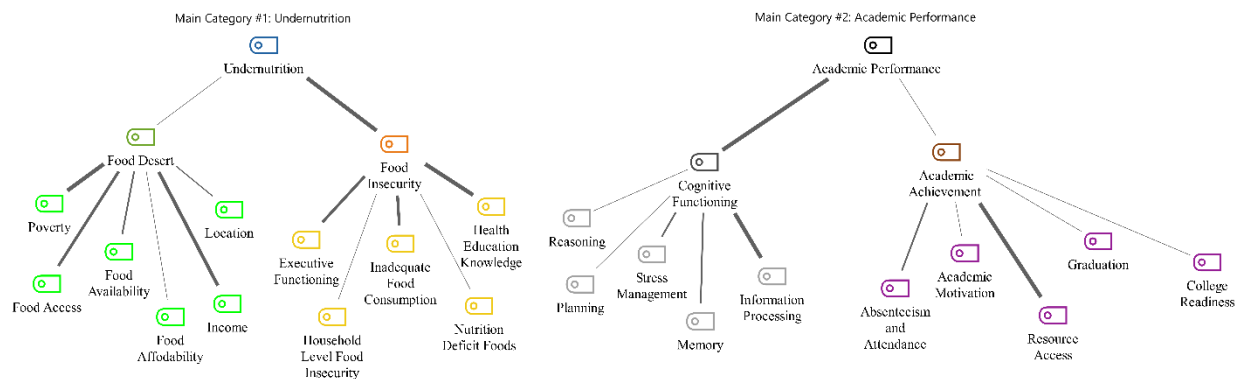 Main Category #1: Undernutrition
Undernutrition
Food Desert
Food
Insecurity
Poverty
Location
Food
Availability
Food Access
Food
Affodability
Income
Executive
Functioning
Inadequate
Food
Consumption
Health
Education
Knowledge
Household
Level Food
Insecurity
Nutrition
Deficit Foods
Main Category #2: Academic Performance
Academic Performance
Cognitive
Functioning
Academic
Achievement
Reasoning
Planning
Stress
Management
Memory
Information
Processing
Absenteeism
and
Attendance
Academic
Motivation
Resource
Access
Graduation
College
Readiness